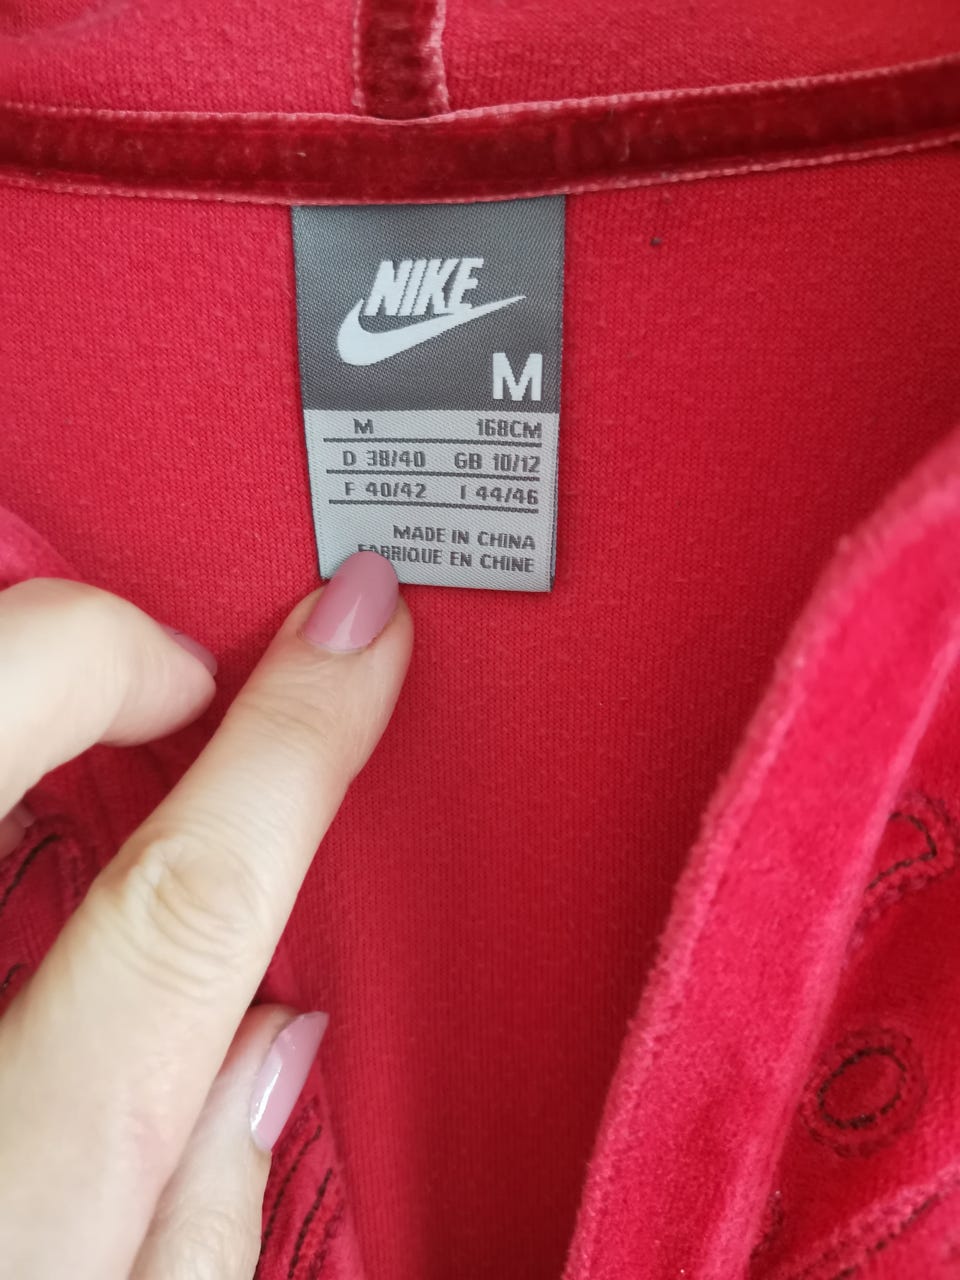 NIKE
M
M 168CM
D 38/40 GB 10/12
F 40/42 I 44/46
MADE IN CHINA
FABRIQUE EN CHINE